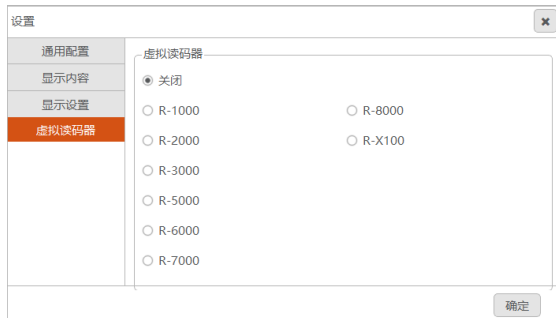 设置
通用配置
显示内容
显示设置
虚拟读码器
虚拟读码器
关闭
R-1000
R-8000
R-2000
R-X100
R-3000
R-5000
R-6000
R-7000
确定